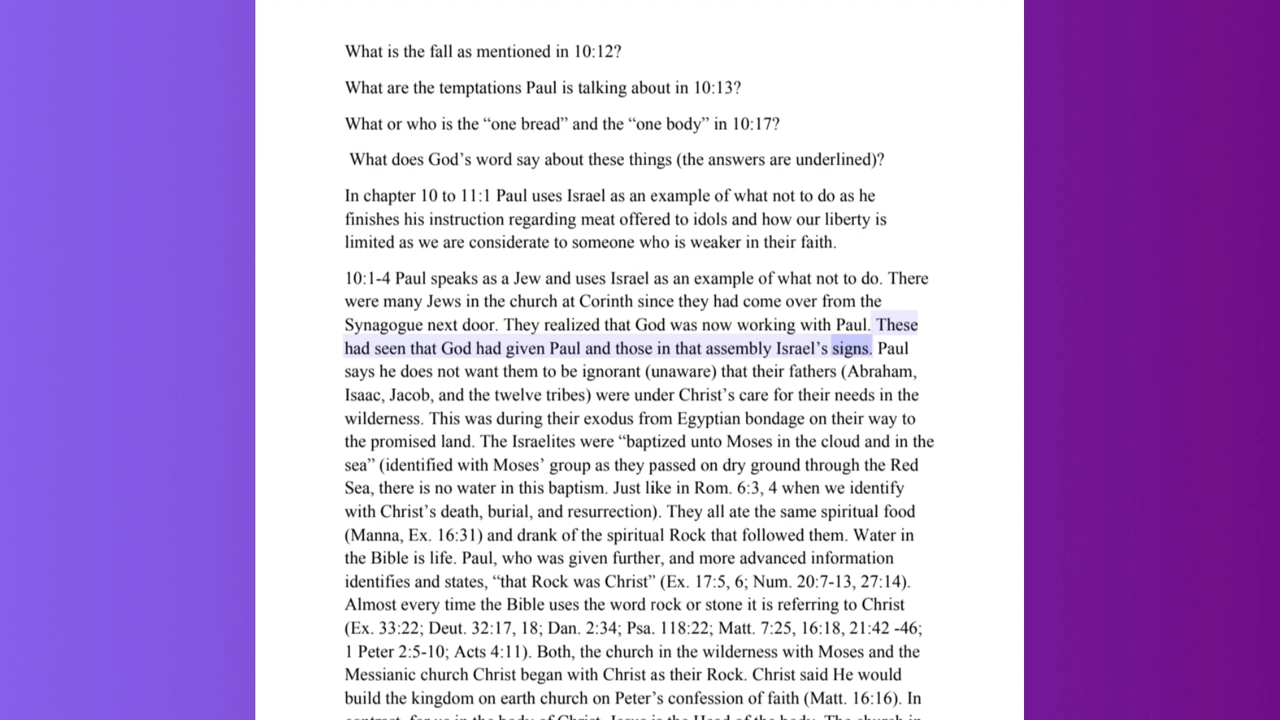 What is the fall as mentioned in 10:12?
What are the temptations Paul is talking about in 10:13?
What or who is the “one bread” and the “one body” in 10:17?
What does God’s word say about these things (the answers are underlined)?
In chapter 10 to 11:1 Paul uses Israel as an example of what not to do as he
finishes his instruction regarding meat offered to idols and how our liberty is
limited as we are considerate to someone who is weaker in their faith.
10:1-4 Paul speaks as a Jew and uses Israel as an example of what not to do. There
were many Jews in the church at Corinth since they had come over from the
Synagogue next door. They realized that God was now working with Paul. These
had seen that God had given Paul and those in that assembly Israel’s signs. Paul
says he does not want them to be ignorant (unaware) that their fathers (Abraham,
Isaac, Jacob, and the twelve tribes) were under Christ’s care for their needs in the
wilderness. This was during their exodus from Egyptian bondage on their way to
the promised land. The Israelites were “baptized unto Moses in the cloud and in the
sea” (identified with Moses’ group as they passed on dry ground through the Red
Sea, there is no water in this baptism. Just like in Rom. 6:3, 4 when we identify
with Christ’s death, burial, and resurrection). They all ate the same spiritual food
(Manna, Ex. 16:31) and drank of the spiritual Rock that followed them. Water in
the Bible is life. Paul, who was given further, and more advanced information
identifies and states, “that Rock was Christ” (Ex. 17:5, 6; Num. 20:7-13, 27:14).
Almost every time the Bible uses the word rock or stone it is referring to Christ
(Ex. 33:22; Deut. 32:17, 18; Dan. 2:34; Psa. 118:22; Matt. 7:25, 16:18, 21:42 -46;
1 Peter 2:5-10; Acts 4:11). Both, the church in the wilderness with Moses and the
Messianic church Christ began with Christ as their Rock. Christ said He would
build the kingdom on earth church on Peter’s confession of faith (Matt. 16:16). In